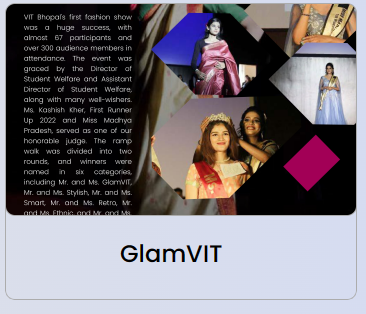 VIT Bhopal's first fashion show
was a huge success, with
almost 67 participants and
over 300 audience members in
attendance. The event was
graced by the Director of
Student Welfare and Assistant
Director of Student Welfare,
along with many well-wishers.
Ms. Kashish Kher, First Runner
Up 2022 and Miss Madhya
Pradesh, served as one of our
honorable judge. The ramp
walk was divided into two
rounds, and winners were
named in six categories,
including Mr. and Ms. GlamVIT,
Mr. and Ms. Stylish, Mr. and Ms.
Smart, Mr. and Ms. Retro, Mr.
and Ms. Ethnic, and Mr. and Ms.
GlamVIT